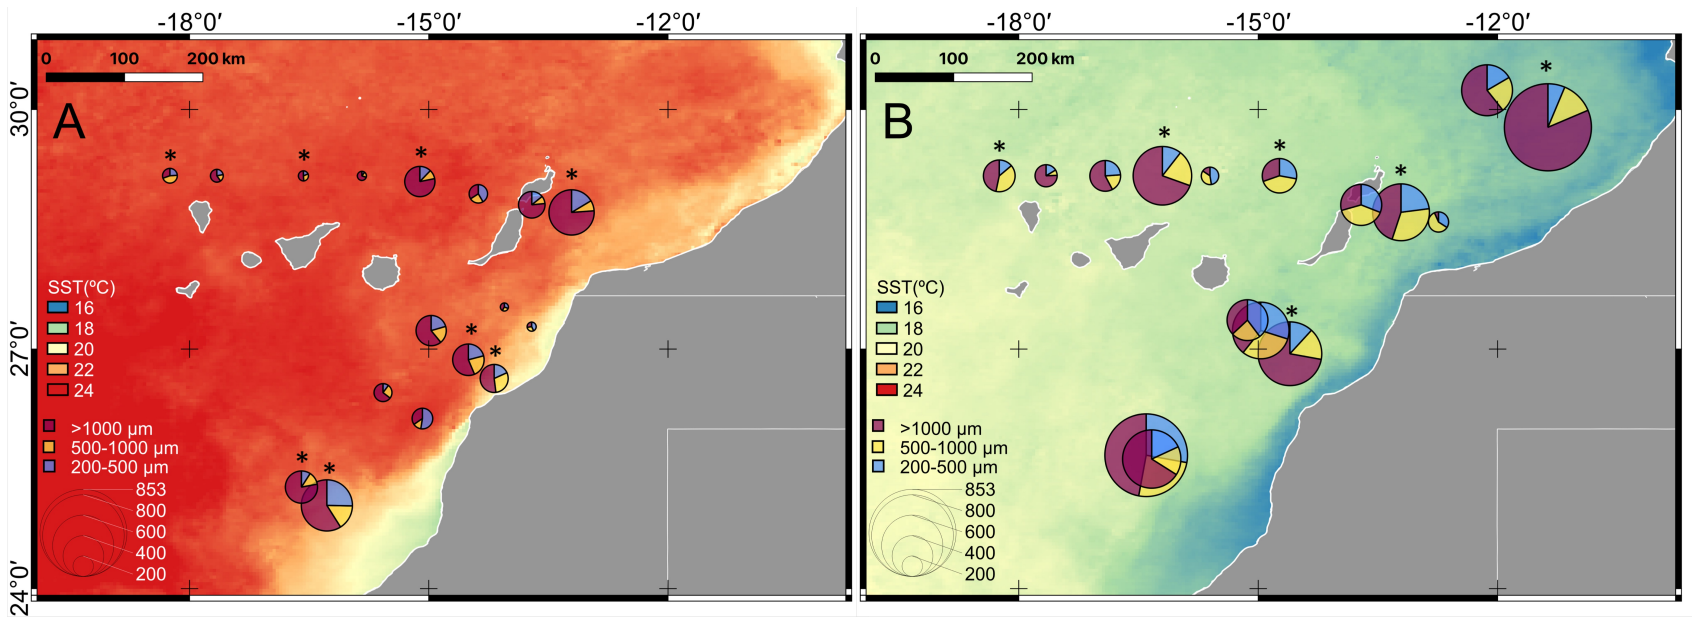 -18°0′ -15°0′ -12°0′ -18°0′ -15°0′ -12°0′
0 100 200 km 0 100 200 km
30°0′
A B
* * * * * * * *
* *
SST(ºC) SST(ºC)
16 16
18 18
20 20
22 22
24 24
27°0′
* * *
>1000 µm >1000 µm
500-1000 µm 500-1000 µm
200-500 µm 200-500 µm
* *
853 853
800 800
600 600
400 400
200 200
24°0′